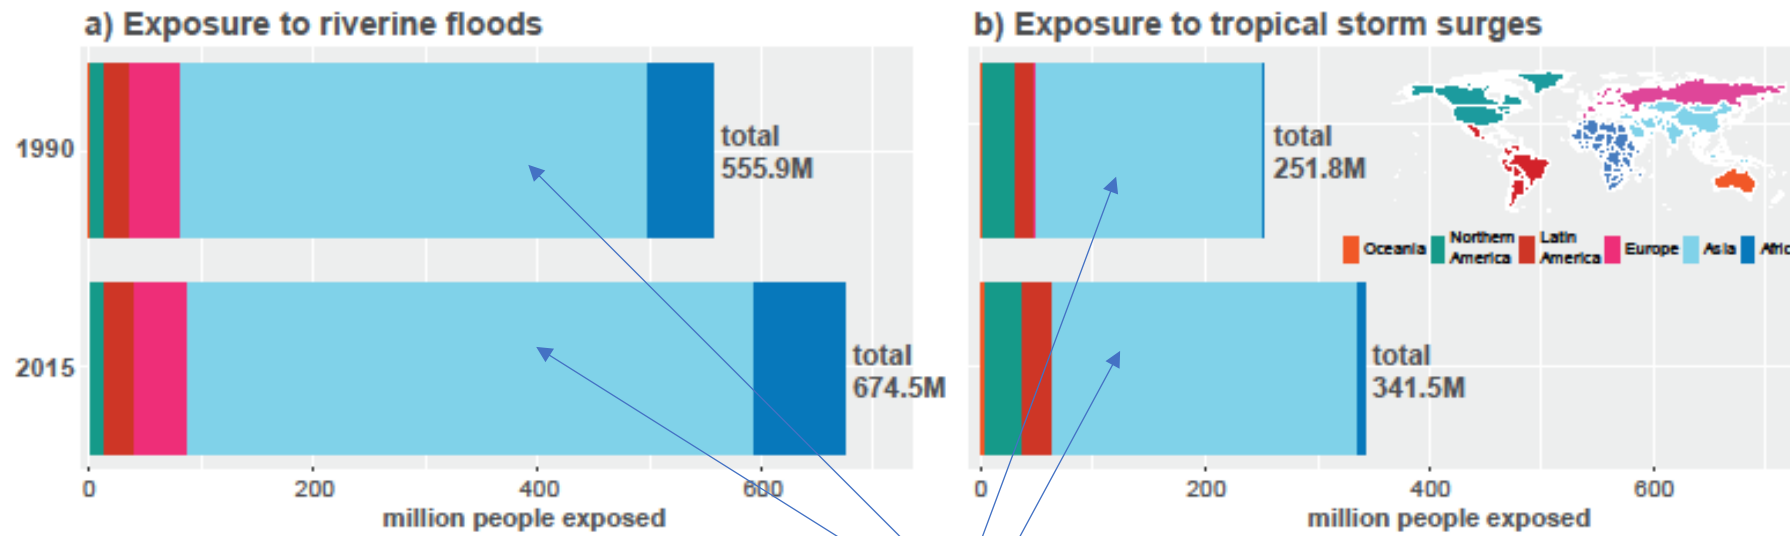 a) Exposure to riverine floods
1990
total
555.9M
2015
total
674.5M
0 200 400 600
million people exposed
b) Exposure to tropical storm surges
total
251.8M
Oceania Northern America Latin America Europe Asia Afric
total
341.5M
0 200 400 600
million people exposed